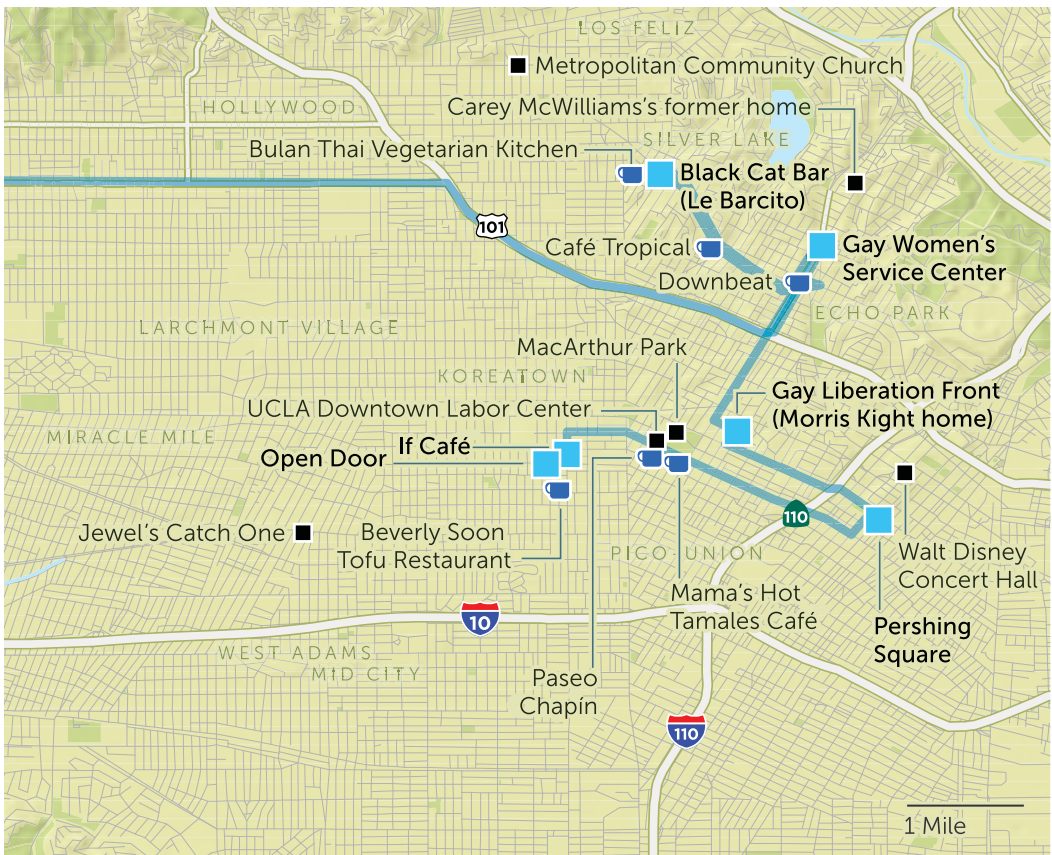 LOS FELIZ
Metropolitan Community Church
HOLLYWOOD
Carey McWilliams's former home
SILVER LAKE
Bulan Thai Vegetarian Kitchen
Black Cat Bar
(Le Barcito)
101
Café Tropical
Gay Women's
Service Center
Downbeat
ECHO PARK
LARCHMONT VILLAGE
MacArthur Park
KOREATOWN
Gay Liberation Front
(Morris Kight home)
UCLA Downtown Labor Center
MIRACLE MILE
If Café
Open Door
110
Jewel's Catch One
Beverly Soon
Tofu Restaurant
PICO-UNION
Walt Disney
Concert Hall
Mama's Hot
Tamales Café
10
Pershing
Square
WEST ADAMS
MID CITY
Paseo
Chapín
110
1 Mile